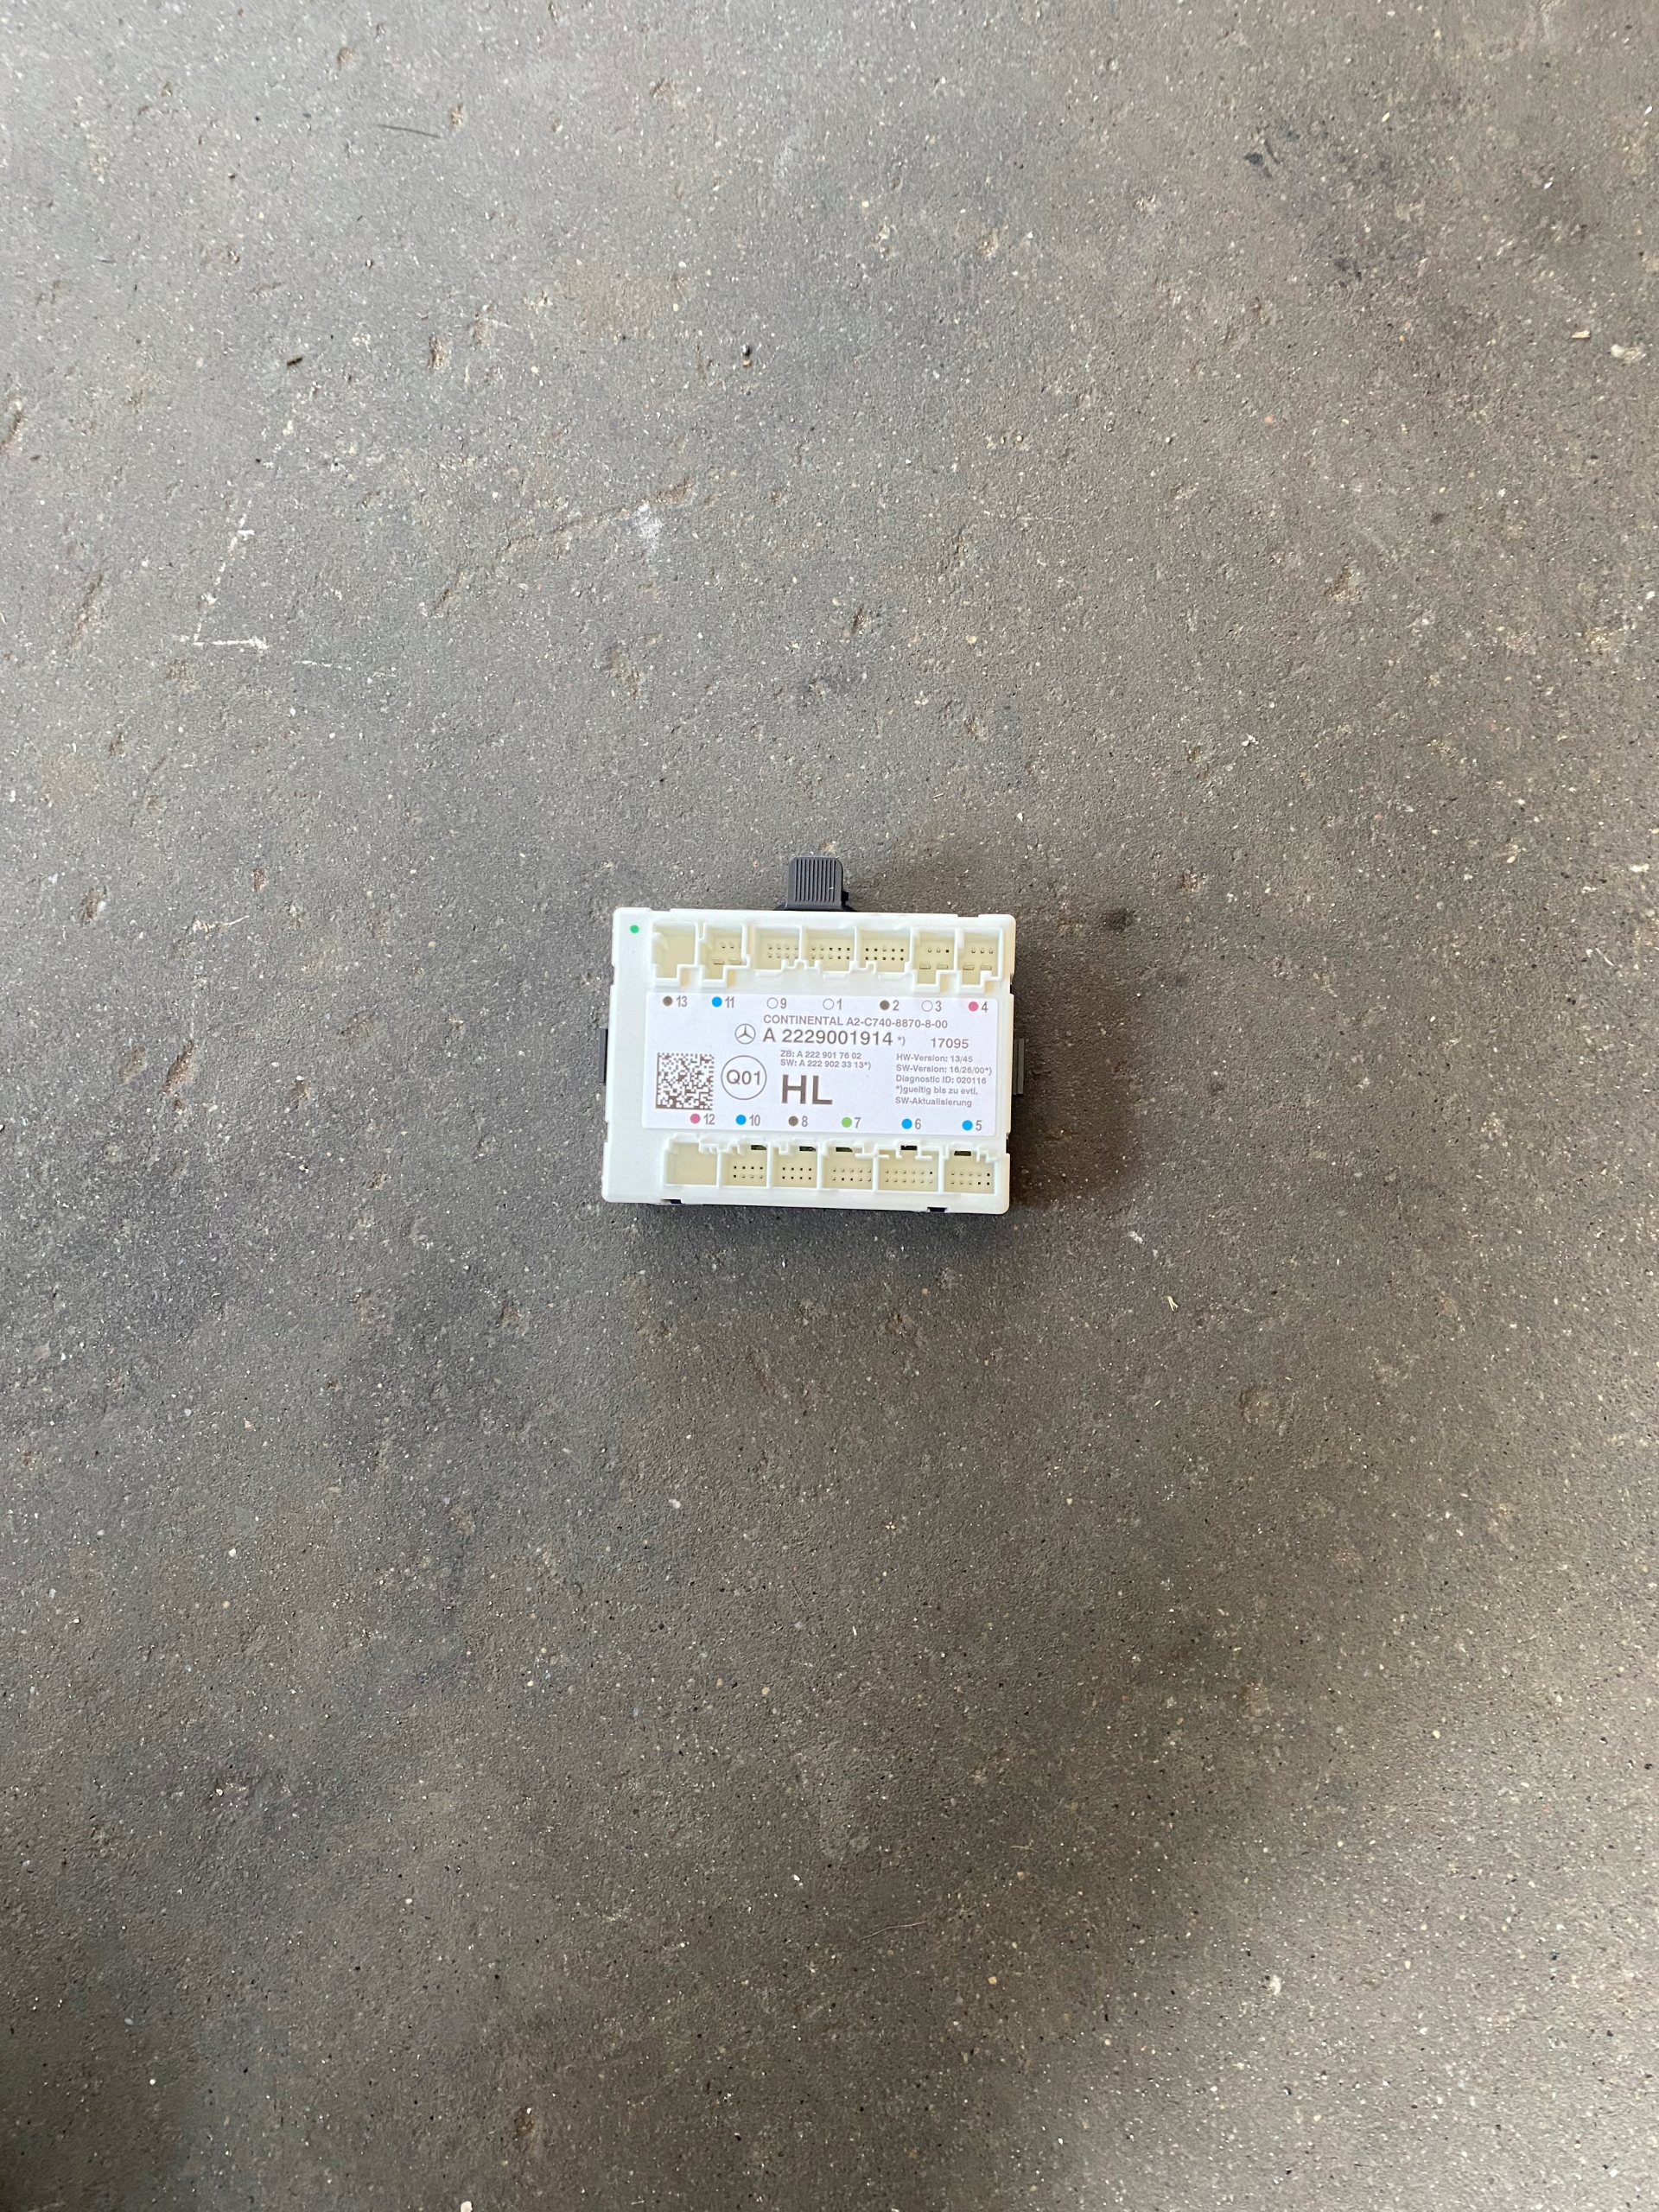 13 11 9 1 2 3 4
CONTINENTAL A2-C740-8870-8-00
A 2229001914 *) 17095
ZB: A 222 901 76 02
SW: A 222 902 33 13*)
HW-Version: 13/45
SW-Version: 16/26/00*)
Diagnostic ID: 020116
*)gueltig bis zu evtl.
SW-Aktualisierung
Q01
HL
12 10 8 7 6 5